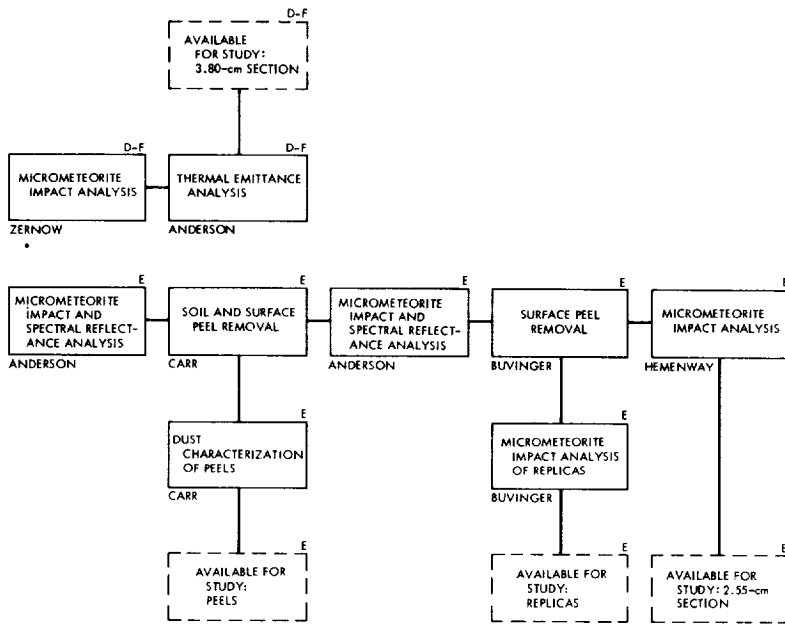 D-F
AVAILABLE
FOR STUDY:
3.80-cm SECTION
D-F
MICROMETEORITE
IMPACT ANALYSIS
ZERNOW
D-F
THERMAL EMITTANCE
ANALYSIS
ANDERSON
E
MICROMETEORITE
IMPACT AND
SPECTRAL REFLECT-
ANCE ANALYSIS
ANDERSON
E
SOIL AND SURFACE
PEEL REMOVAL
CARR
E
MICROMETEORITE
IMPACT AND
SPECTRAL REFLECT-
ANCE ANALYSIS
ANDERSON
E
SURFACE PEEL
REMOVAL
BUVINGER
E
MICROMETEORITE
IMPACT ANALYSIS
HEMENWAY
E
DUST
CHARACTERIZATION
OF PEELS
CARR
E
MICROMETEORITE
IMPACT ANALYSIS
OF REPLICAS
BUVINGER
E
AVAILABLE FOR
STUDY:
PEELS
E
AVAILABLE FOR
STUDY:
REPLICAS
E
AVAILABLE FOR
STUDY: 2.55-cm
SECTION